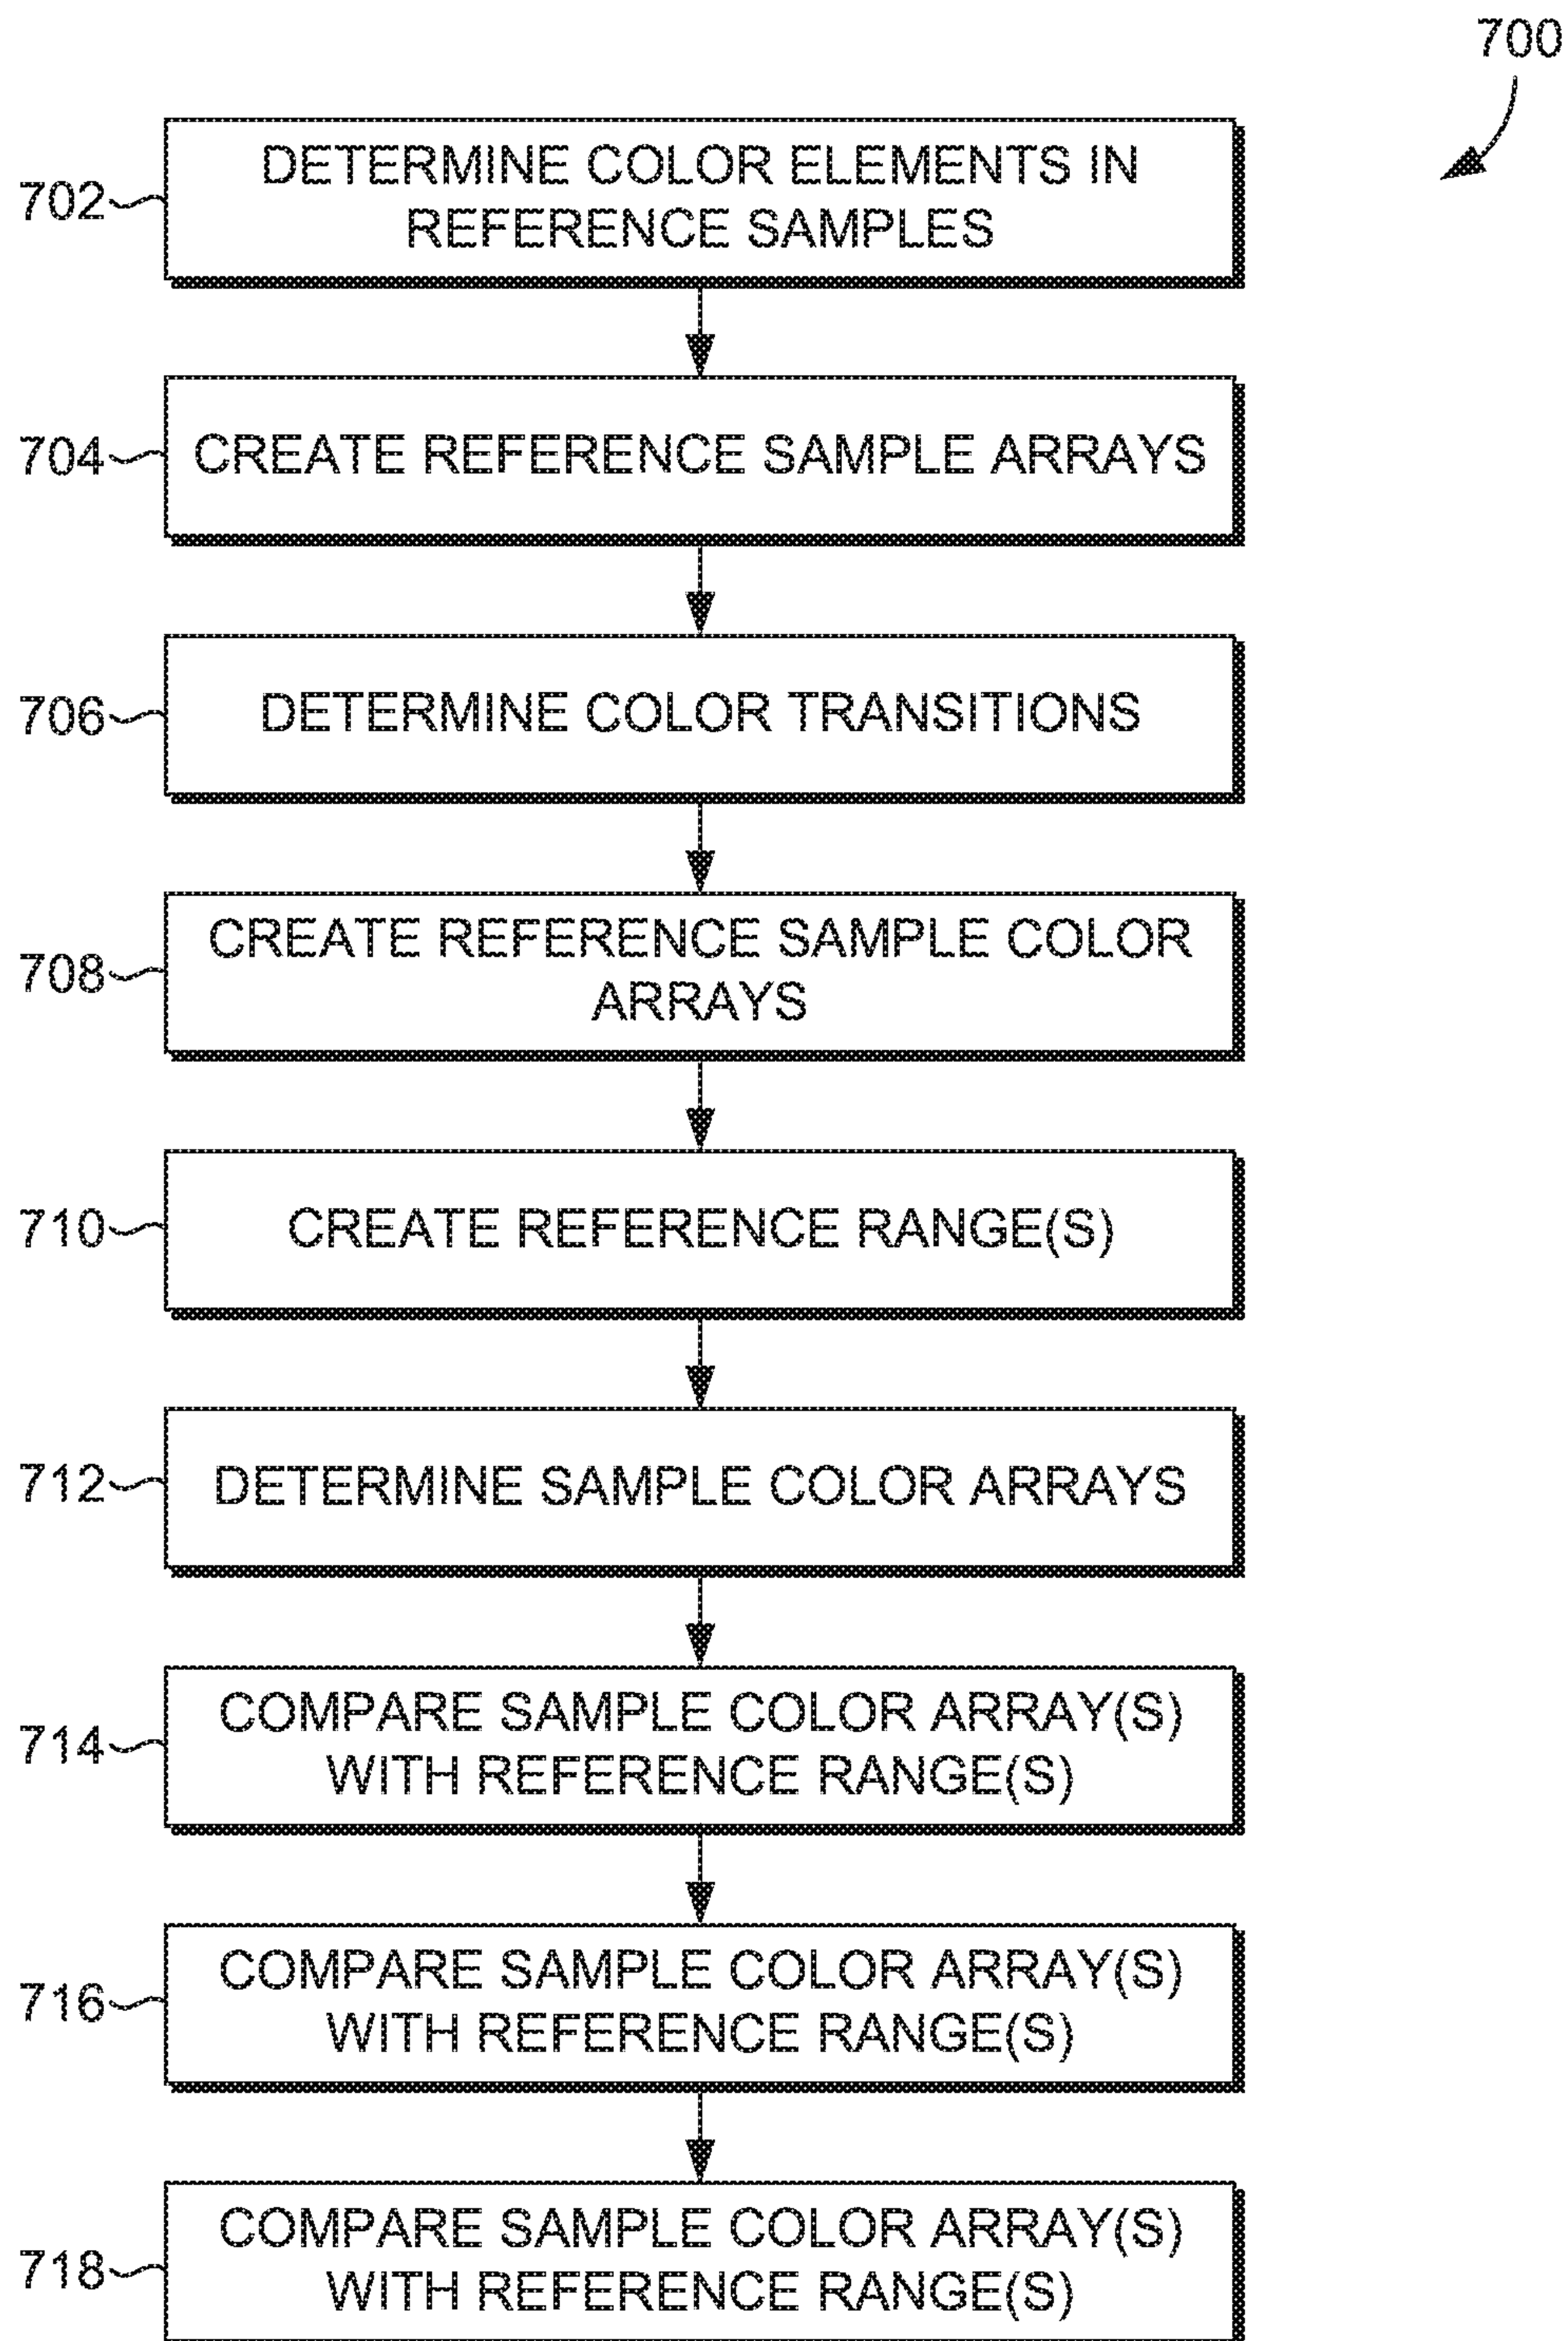 700
702
DETERMINE COLOR ELEMENTS IN
REFERENCE SAMPLES
704
CREATE REFERENCE SAMPLE ARRAYS
706
DETERMINE COLOR TRANSITIONS
708
CREATE REFERENCE SAMPLE COLOR
ARRAYS
710
CREATE REFERENCE RANGE(S)
712
DETERMINE SAMPLE COLOR ARRAYS
714
COMPARE SAMPLE COLOR ARRAY(S)
WITH REFERENCE RANGE(S)
716
COMPARE SAMPLE COLOR ARRAY(S)
WITH REFERENCE RANGE(S)
718
COMPARE SAMPLE COLOR ARRAY(S)
WITH REFERENCE RANGE(S)